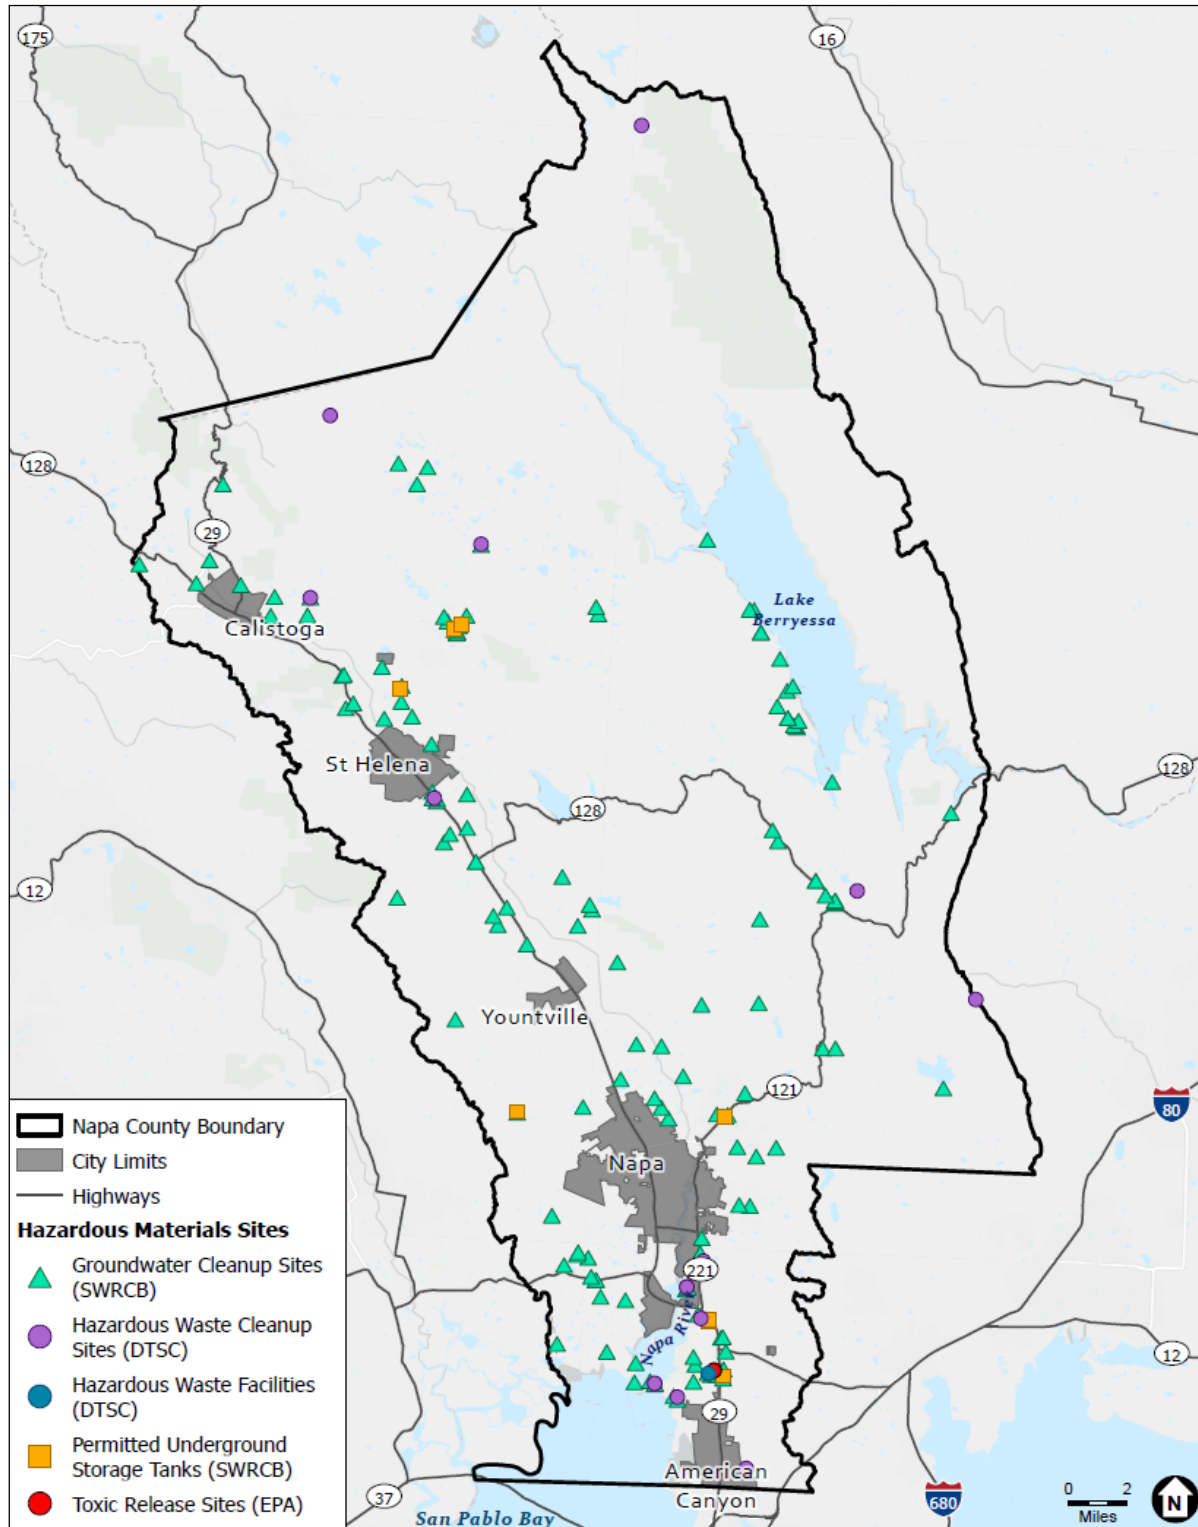 175
16
128
29
Calistoga
Lake
Berryessa
St Helena
128
128
12
Yountville
121
80
Napa
221
Napa River
12
29
American
Canyon
37
680
San Pablo Bay
Napa County Boundary
City Limits
Highways
Hazardous Materials Sites
Groundwater Cleanup Sites
(SWRCB)
Hazardous Waste Cleanup
Sites (DTSC)
Hazardous Waste Facilities
(DTSC)
Permitted Underground
Storage Tanks (SWRCB)
Toxic Release Sites (EPA)
0 2
Miles
N